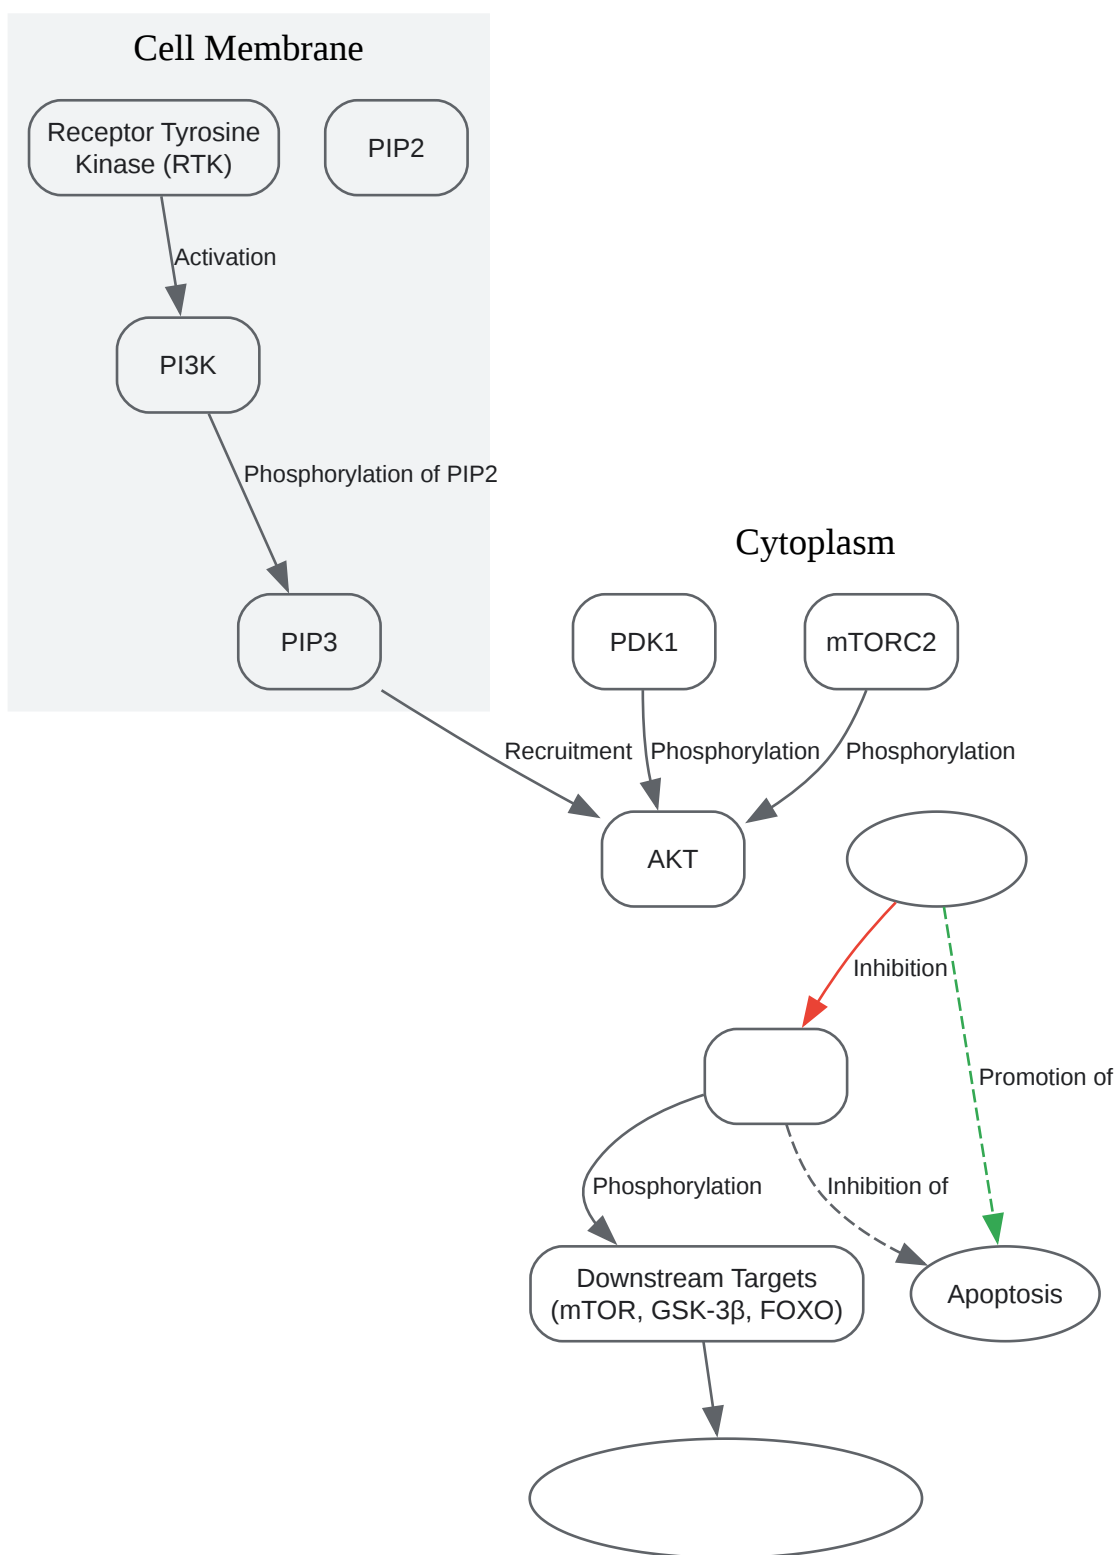 Cell Membrane
Receptor Tyrosine
Kinase (RTK)
PIP2
Activation
PI3K
Phosphorylation of PIP2
Cytoplasm
PIP3
PDK1
mTORC2
Recruitment
Phosphorylation
Phosphorylation
AKT
Inhibition
Promotion of
Phosphorylation
Inhibition of
Downstream Targets
(mTOR, GSK-3β, FOXO)
Apoptosis